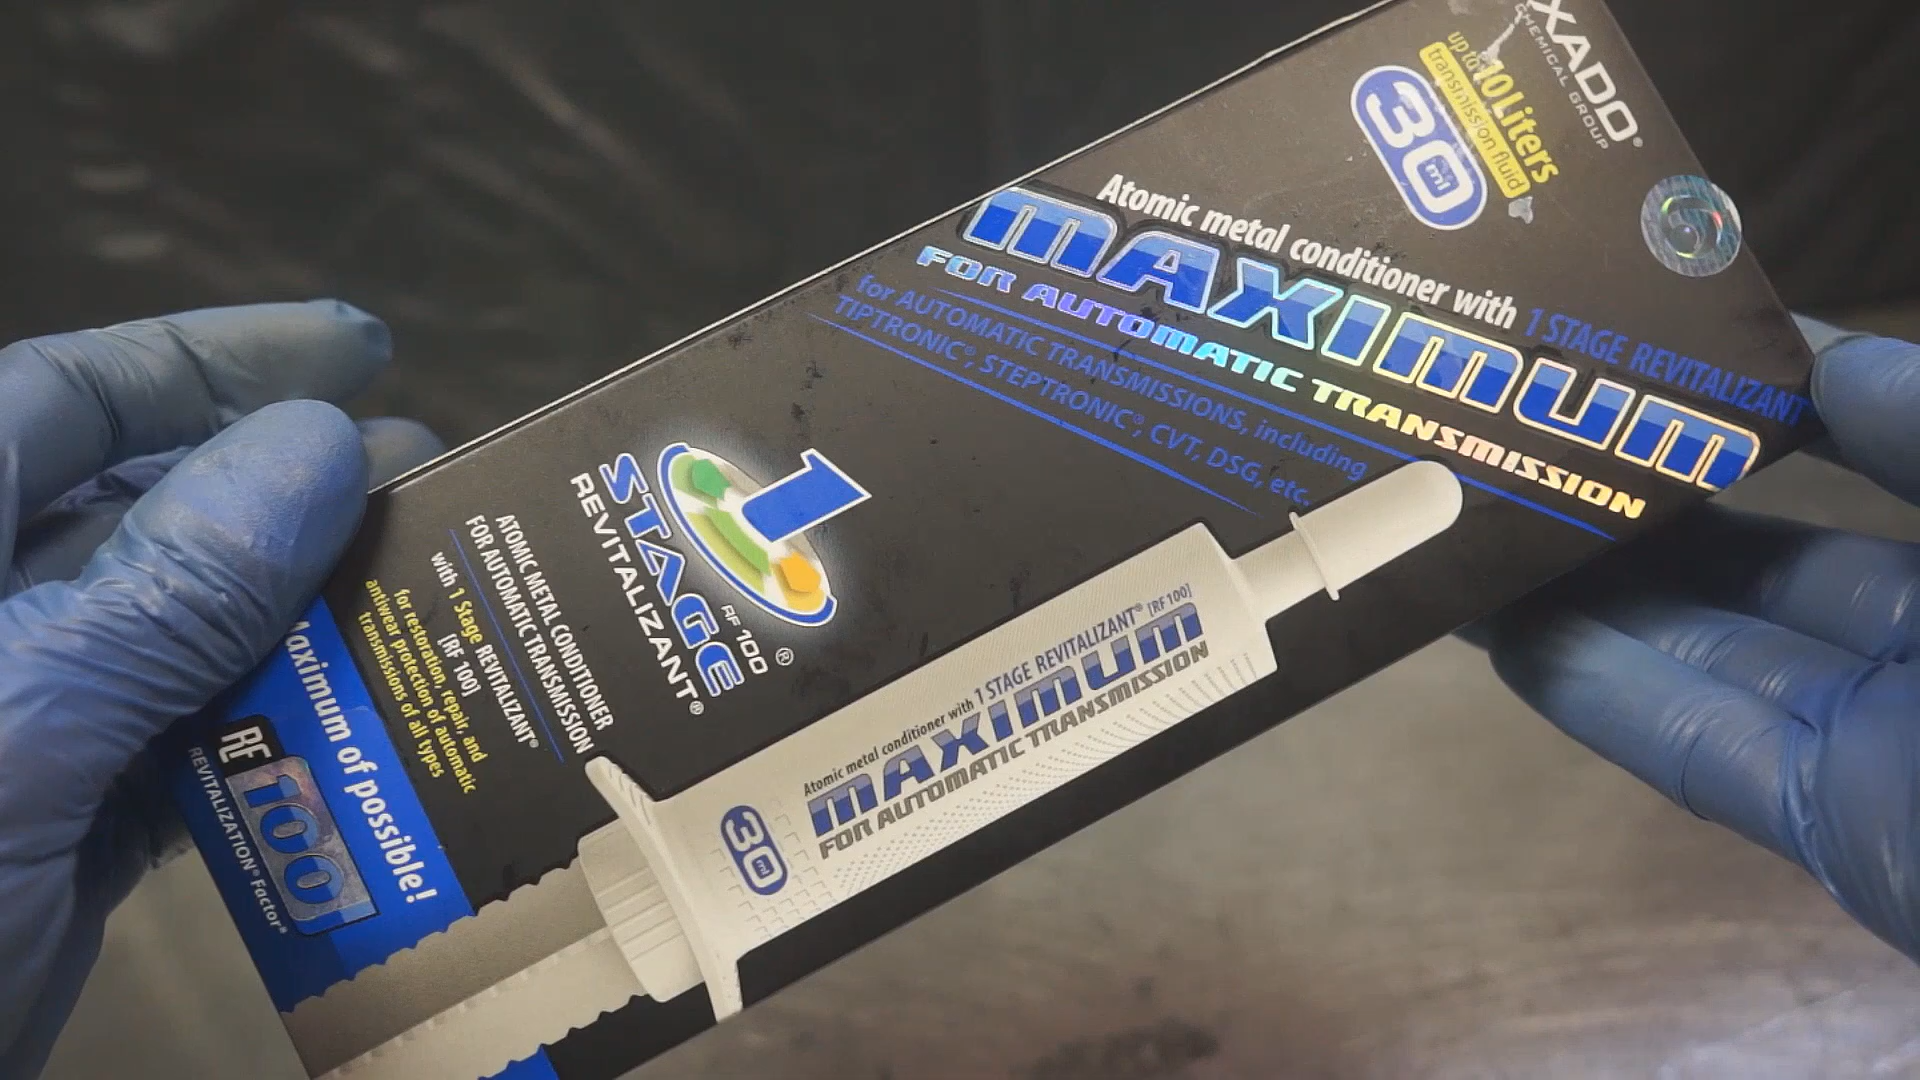 XADO®
CHEMICAL GROUP
up to 10 Liters
transmission fluid
30 ml
Atomic metal conditioner with 1 STAGE REVITALIZANT
MAXIMUM
FOR AUTOMATIC TRANSMISSION
for AUTOMATIC TRANSMISSIONS, including
TIPTRONIC®, STEPTRONIC®, CVT, DSG, etc.
1
STAGE
RF 100
REVITALIZANT®
®
ATOMIC METAL CONDITIONER
FOR AUTOMATIC TRANSMISSION
with 1 Stage REVITALIZANT®
[RF 100]
for restoration, repair, and
antiwear protection of automatic
transmissions of all types
Maximum of possible!
RF 100
REVITALIZATION® Factor®
Atomic metal conditioner with 1 STAGE REVITALIZANT® [RF 100]
MAXIMUM
FOR AUTOMATIC TRANSMISSION
30 ml